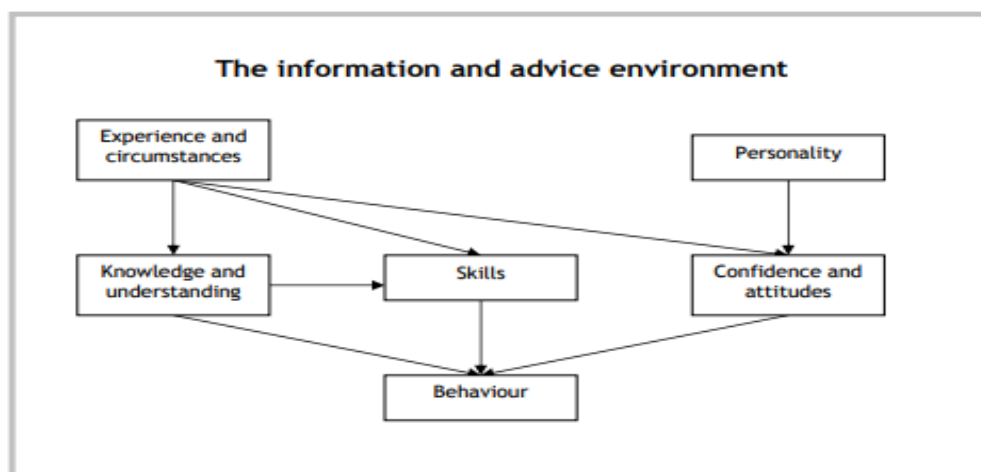 The information and advice environment
Experience and
circumstances
Personality
Knowledge and
understanding
Skills
Confidence and
attitudes
Behaviour